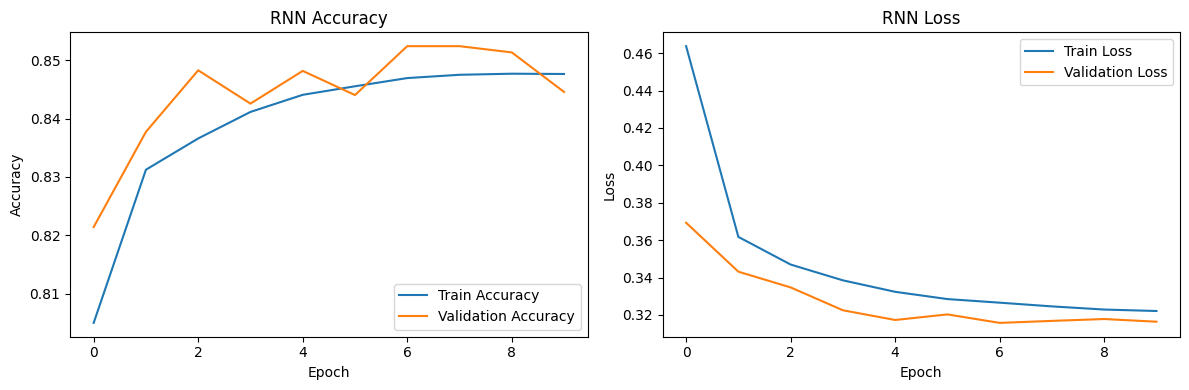 RNN Accuracy
Accuracy
0.85
0.84
0.83
0.82
0.81
Train Accuracy
Validation Accuracy
0 2 4 6 8
Epoch
RNN Loss
Loss
0.46
0.44
0.42
0.40
0.38
0.36
0.34
0.32
Train Loss
Validation Loss
0 2 4 6 8
Epoch